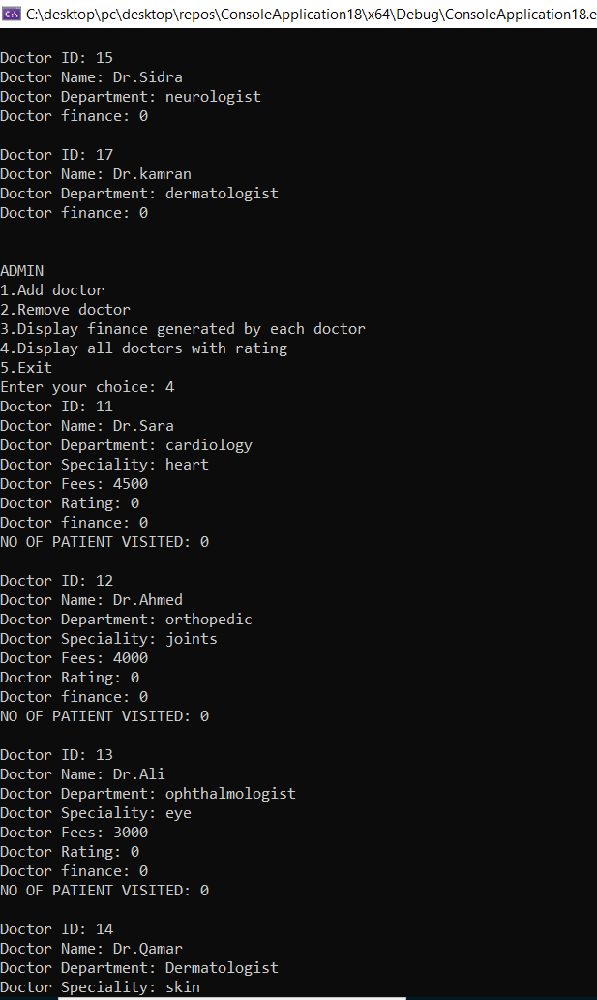 C:\desktop\pc\desktop\repos\ConsoleApplication18\x64\Debug\ConsoleApplication18.e
Doctor ID: 15
Doctor Name: Dr.Sidra
Doctor Department: neurologist
Doctor finance: 0
Doctor ID: 17
Doctor Name: Dr.kamran
Doctor Department: dermatologist
Doctor finance: 0
ADMIN
1.Add doctor
2.Remove doctor
3.Display finance generated by each doctor
4.Display all doctors with rating
5.Exit
Enter your choice: 4
Doctor ID: 11
Doctor Name: Dr.Sara
Doctor Department: cardiology
Doctor Speciality: heart
Doctor Fees: 4500
Doctor Rating: 0
Doctor finance: 0
NO OF PATIENT VISITED: 0
Doctor ID: 12
Doctor Name: Dr.Ahmed
Doctor Department: orthopedic
Doctor Speciality: joints
Doctor Fees: 4000
Doctor Rating: 0
Doctor finance: 0
NO OF PATIENT VISITED: 0
Doctor ID: 13
Doctor Name: Dr.Ali
Doctor Department: ophthalmologist
Doctor Speciality: eye
Doctor Fees: 3000
Doctor Rating: 0
Doctor finance: 0
NO OF PATIENT VISITED: 0
Doctor ID: 14
Doctor Name: Dr.Qamar
Doctor Department: Dermatologist
Doctor Speciality: skin